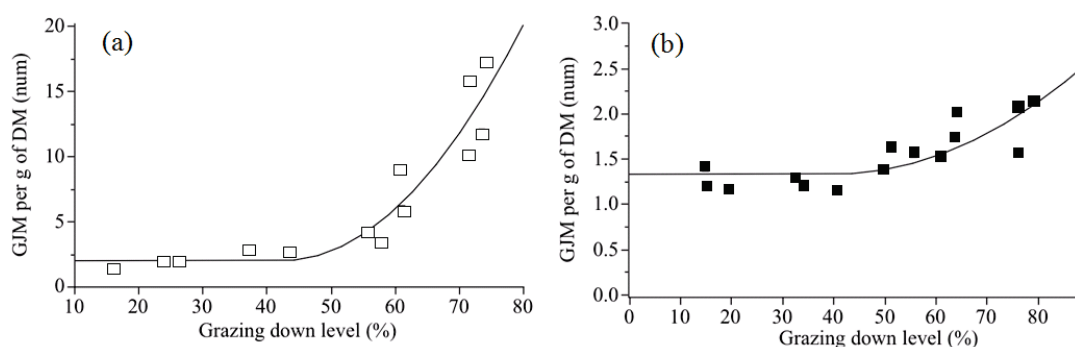 (a)
GJM per g of DM (num)
20
15
10
5
0
10 20 30 40 50 60 70 80
Grazing down level (%)
(b)
GJM per g of DM (num)
3.0
2.5
2.0
1.5
1.0
0.5
0.0
0 10 20 30 40 50 60 70 80
Grazing down level (%)